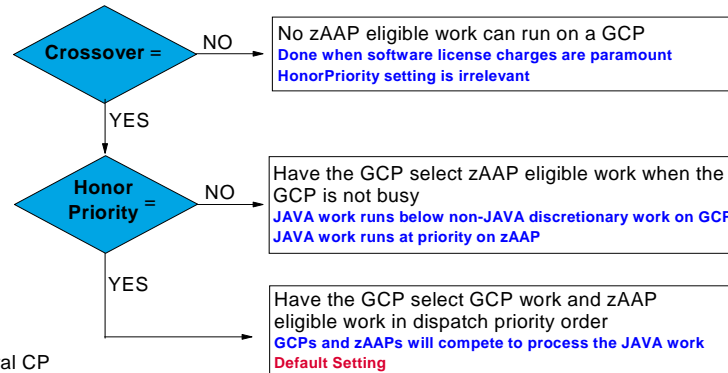 Crossover =
NO
No zAAP eligible work can run on a GCP
Done when software license charges are paramount
HonorPriority setting is irrelevant
YES
Honor
Priority =
NO
Have the GCP select zAAP eligible work when the
GCP is not busy
JAVA work runs below non-JAVA discretionary work on GCP
JAVA work runs at priority on zAAP
YES
Have the GCP select GCP work and zAAP
eligible work in dispatch priority order
GCPs and zAAPs will compete to process the JAVA work
Default Setting
al CP